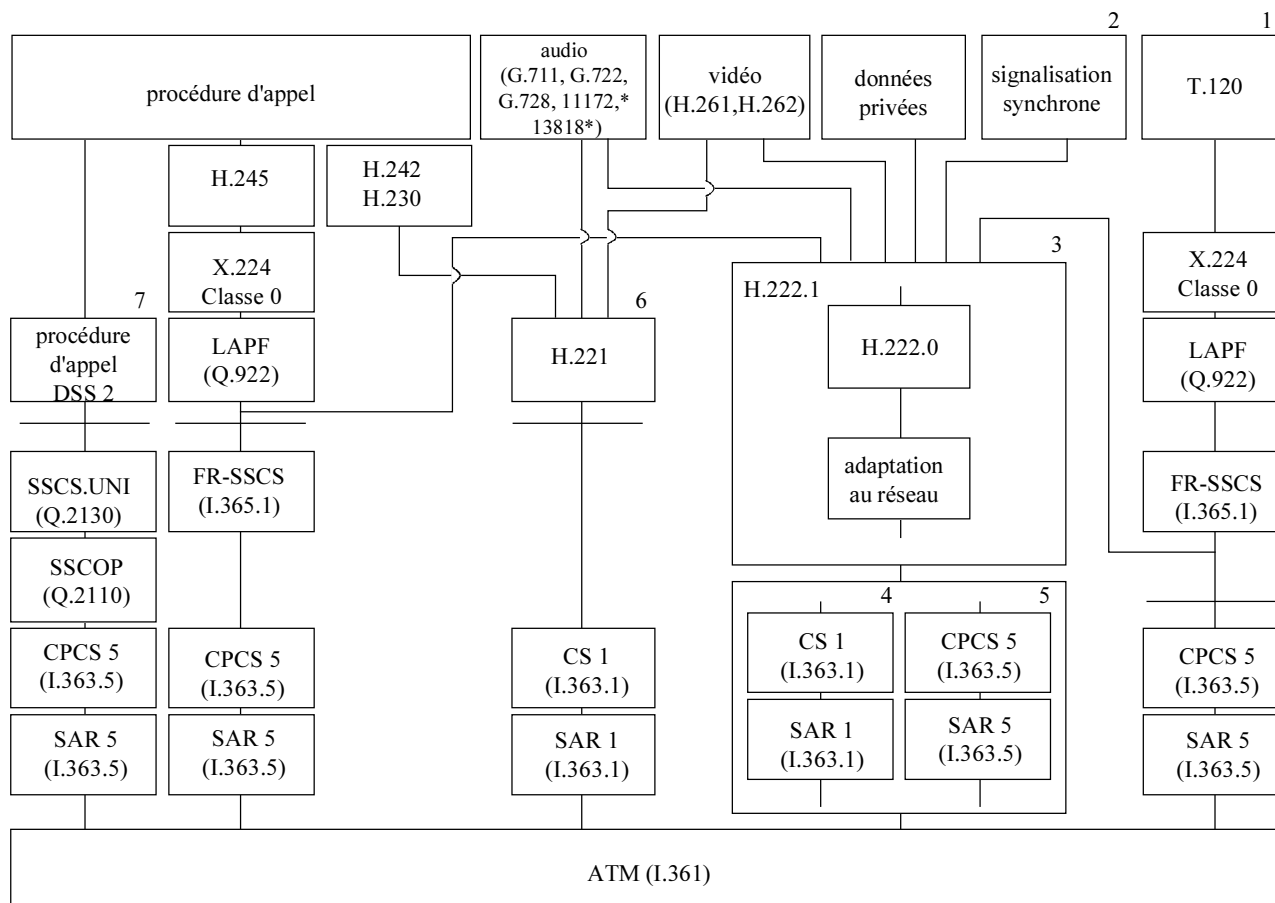 2
1
procédure d'appel
audio
(G.711, G.722,
G.728, 11172,*
13818*)
vidéo
(H.261,H.262)
données
privées
signalisation
synchrone
T.120
H.245
H.242
H.230
X.224
Classe 0
3
H.222.1
X.224
Classe 0
7
procédure
d'appel
DSS 2
LAPF
(Q.922)
6
H.221
H.222.0
LAPF
(Q.922)
SSCS.UNI
(Q.2130)
FR-SSCS
(I.365.1)
adaptation
au réseau
FR-SSCS
(I.365.1)
SSCOP
(Q.2110)
4
5
CPCS 5
(I.363.5)
CPCS 5
(I.363.5)
CS 1
(I.363.1)
CS 1
(I.363.1)
CPCS 5
(I.363.5)
CPCS 5
(I.363.5)
SAR 5
(I.363.5)
SAR 5
(I.363.5)
SAR 1
(I.363.1)
SAR 1
(I.363.1)
SAR 5
(I.363.5)
SAR 5
(I.363.5)
ATM (I.361)